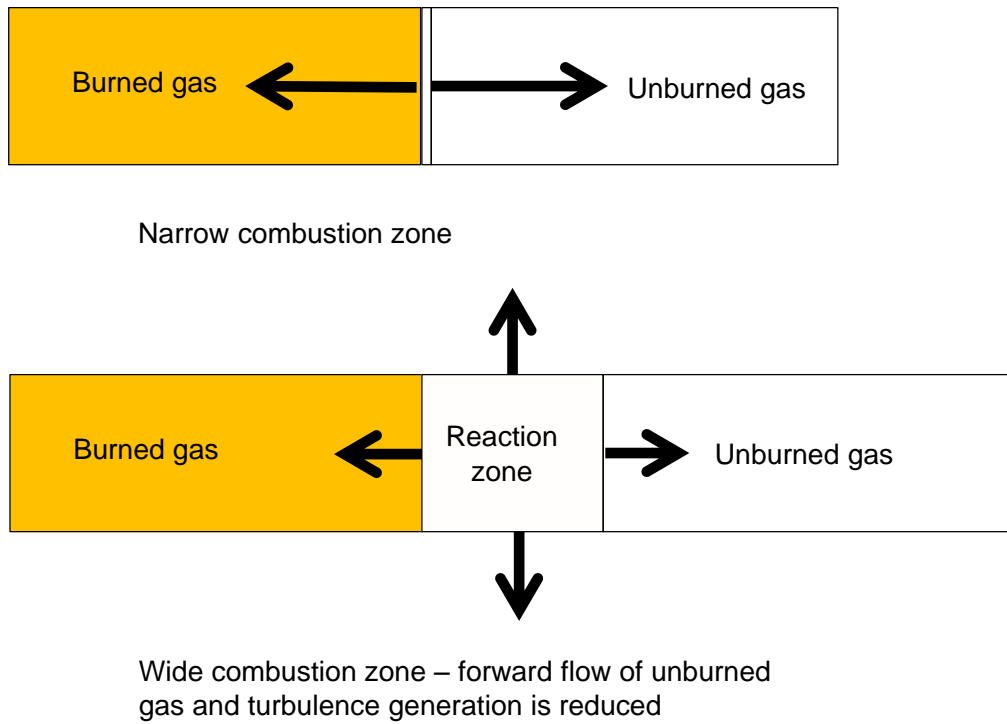 Burned gas
Unburned gas
Narrow combustion zone
Burned gas
Reaction
zone
Unburned gas
Wide combustion zone – forward flow of unburned
gas and turbulence generation is reduced